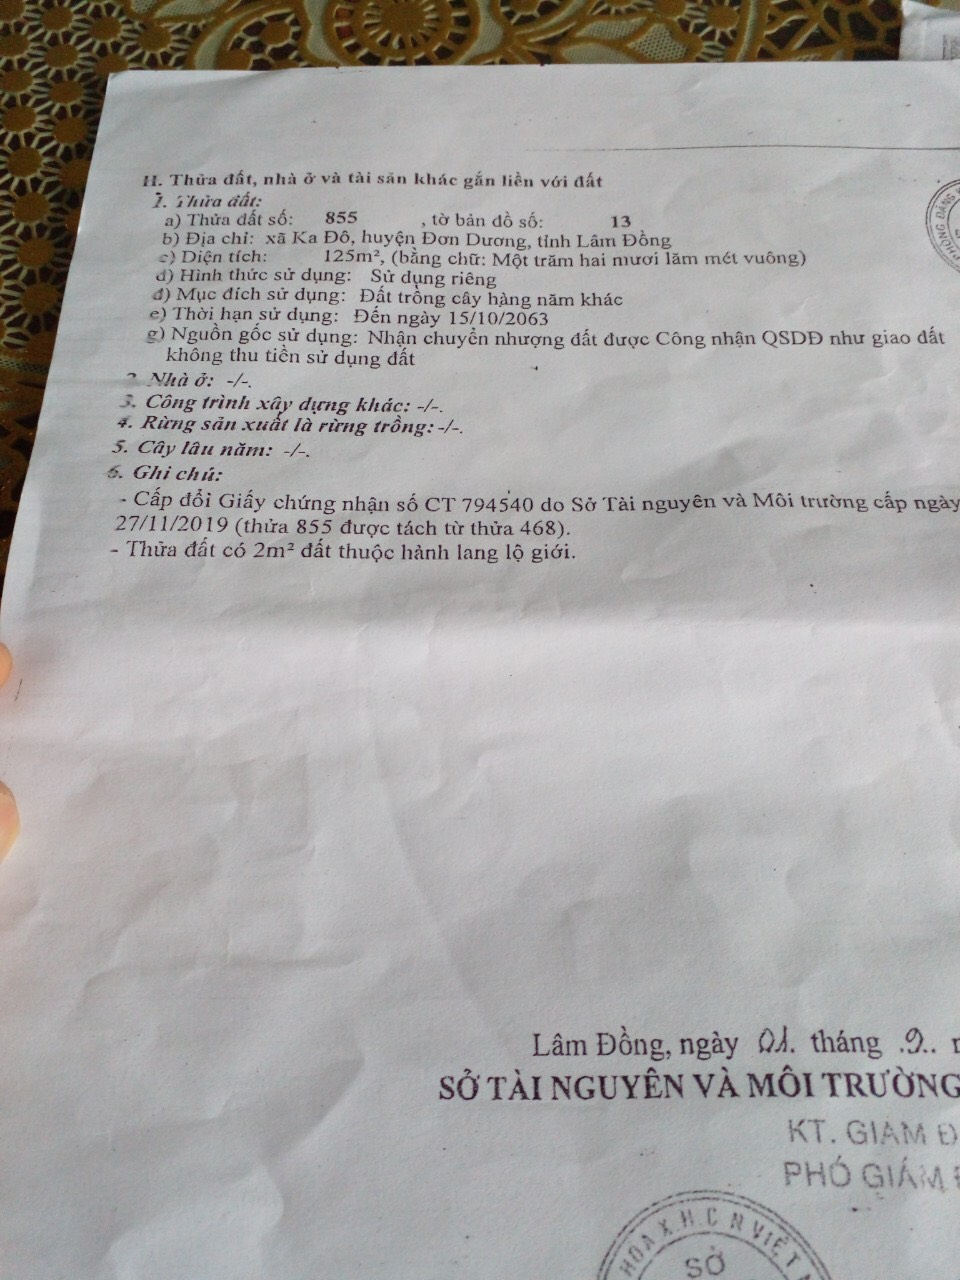 II. Thửa đất, nhà ở và tài sản khác gắn liền với đất
1. Thửa đất:
a) Thửa đất số: 855 , tờ bản đồ số: 13
b) Địa chỉ: xã Ka Đô, huyện Đơn Dương, tỉnh Lâm Đồng
c) Diện tích: 125m², (bằng chữ: Một trăm hai mươi lăm mét vuông)
d) Hình thức sử dụng: Sử dụng riêng
đ) Mục đích sử dụng: Đất trồng cây hàng năm khác
e) Thời hạn sử dụng: Đến ngày 15/10/2063
g) Nguồn gốc sử dụng: Nhận chuyển nhượng đất được Công nhận QSDĐ như giao đất
không thu tiền sử dụng đất
2. Nhà ở: -/-.
3. Công trình xây dựng khác: -/-.
4. Rừng sản xuất là rừng trồng: -/-.
5. Cây lâu năm: -/-.
6. Ghi chú:
- Cấp đổi Giấy chứng nhận số CT 794540 do Sở Tài nguyên và Môi trường cấp ngày
27/11/2019 (thửa 855 được tách từ thửa 468).
- Thửa đất có 2m² đất thuộc hành lang lộ giới.
Lâm Đồng, ngày 01. tháng .9..
SỞ TÀI NGUYÊN VÀ MÔI TRƯỜNG
KT. GIÁM Đ
PHÓ GIÁM
HÒA X.H.C.N VIỆT
SỞ